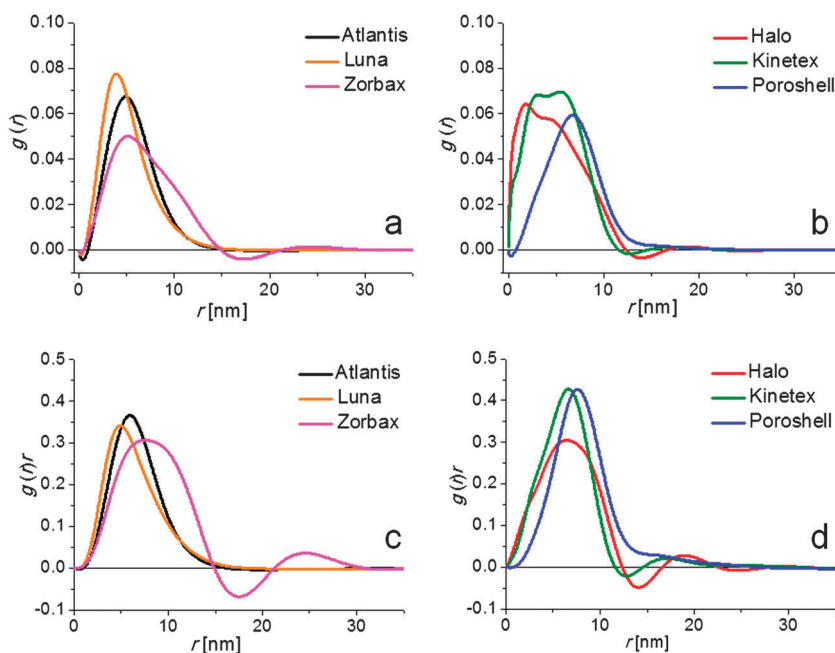 Atlantis
Luna
Zorbax
0.10
0.08
0.06
0.04
0.02
0.00
g (r)
a
0 10 20 30
r [nm]
Halo
Kinetex
Poroshell
0.10
0.08
0.06
0.04
0.02
0.00
g (r)
b
0 10 20 30
r [nm]
Atlantis
Luna
Zorbax
0.5
0.4
0.3
0.2
0.1
0.0
-0.1
g (r)r
c
0 10 20 30
r [nm]
Halo
Kinetex
Poroshell
0.5
0.4
0.3
0.2
0.1
0.0
-0.1
g (r)r
d
0 10 20 30
r [nm]